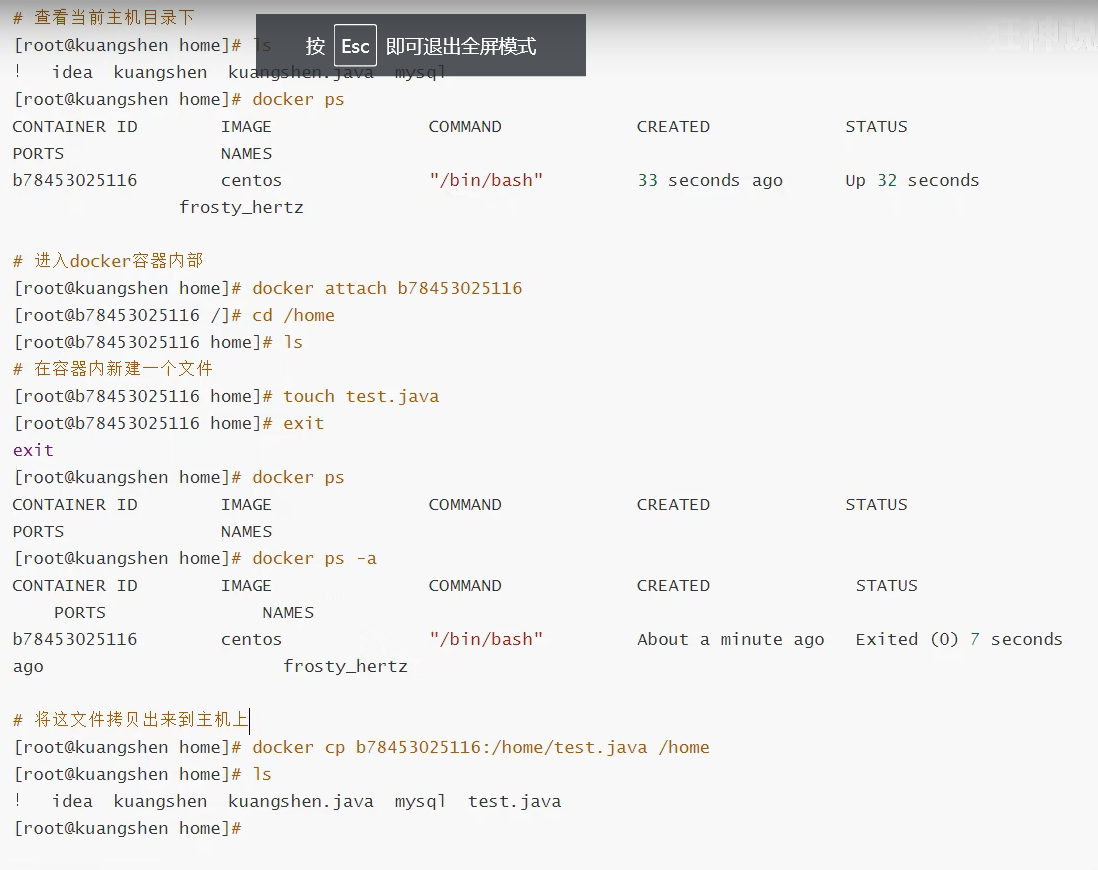 # 查看当前主机目录下
[root@kuangshen home]# ls
按 Esc 即可退出全屏模式
! idea kuangshen kuangshen.java mysql
[root@kuangshen home]# docker ps
CONTAINER ID IMAGE COMMAND CREATED STATUS
PORTS NAMES
b78453025116 centos "/bin/bash" 33 seconds ago Up 32 seconds
frosty_hertz
# 进入docker容器内部
[root@kuangshen home]# docker attach b78453025116
[root@b78453025116 /]# cd /home
[root@b78453025116 home]# ls
# 在容器内新建一个文件
[root@b78453025116 home]# touch test.java
[root@b78453025116 home]# exit
exit
[root@kuangshen home]# docker ps
CONTAINER ID IMAGE COMMAND CREATED STATUS
PORTS NAMES
[root@kuangshen home]# docker ps -a
CONTAINER ID IMAGE COMMAND CREATED STATUS
PORTS NAMES
b78453025116 centos "/bin/bash" About a minute ago Exited (0) 7 seconds
ago frosty_hertz
# 将这文件拷贝出来到主机上
[root@kuangshen home]# docker cp b78453025116:/home/test.java /home
[root@kuangshen home]# ls
! idea kuangshen kuangshen.java mysql test.java
[root@kuangshen home]#